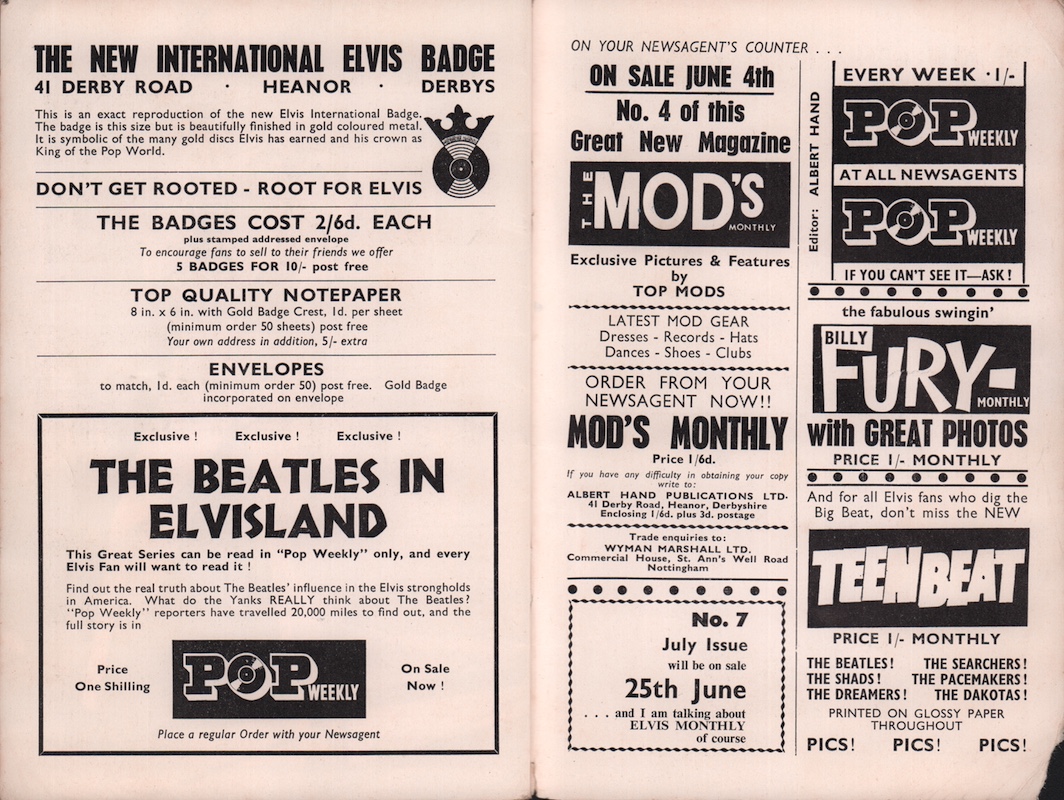 THE NEW INTERNATIONAL ELVIS BADGE
41 DERBY ROAD · HEANOR · DERBYS
This is an exact reproduction of the new Elvis International Badge.
The badge is this size but is beautifully finished in gold coloured metal.
It is symbolic of the many gold discs Elvis has earned and his crown as
King of the Pop World.
DON'T GET ROOTED - ROOT FOR ELVIS
THE BADGES COST 2/6d. EACH
plus stamped addressed envelope
To encourage fans to sell to their friends we offer
5 BADGES FOR 10/- post free
TOP QUALITY NOTEPAPER
8 in. x 6 in. with Gold Badge Crest, 1d. per sheet
(minimum order 50 sheets) post free
Your own address in addition, 5/- extra
ENVELOPES
to match, 1d. each (minimum order 50) post free. Gold Badge
incorporated on envelope
Exclusive ! Exclusive ! Exclusive !
THE BEATLES IN
ELVISLAND
This Great Series can be read in "Pop Weekly" only, and every
Elvis Fan will want to read it !
Find out the real truth about The Beatles' influence in the Elvis strongholds
in America. What do the Yanks REALLY think about The Beatles?
"Pop Weekly" reporters have travelled 20,000 miles to find out, and the
full story is in
Price
One Shilling
POP WEEKLY
On Sale
Now !
Place a regular Order with your Newsagent
ON YOUR NEWSAGENT'S COUNTER . . .
ON SALE JUNE 4th
No. 4 of this
Great New Magazine
THE MOD'S
MONTHLY
Exclusive Pictures & Features
by
TOP MODS
LATEST MOD GEAR
Dresses - Records - Hats
Dances - Shoes - Clubs
ORDER FROM YOUR
NEWSAGENT NOW!!
MOD'S MONTHLY
Price 1/6d.
If you have any difficulty in obtaining your copy
write to:
ALBERT HAND PUBLICATIONS LTD·
41 Derby Road, Heanor, Derbyshire
Enclosing 1/6d. plus 3d. postage
Trade enquiries to:
WYMAN MARSHALL LTD.
Commercial House, St. Ann's Well Road
Nottingham
No. 7
July Issue
will be on sale
25th June
. . . and I am talking about
ELVIS MONTHLY
of course
Editor: ALBERT HAND
EVERY WEEK · 1/-
POP WEEKLY
AT ALL NEWSAGENTS
POP WEEKLY
IF YOU CAN'T SEE IT—ASK!
the fabulous swingin'
BILLY
FURY-
MONTHLY
with GREAT PHOTOS
PRICE 1/- MONTHLY
And for all Elvis fans who dig the
Big Beat, don't miss the NEW
TEENBEAT
PRICE 1/- MONTHLY
THE BEATLES! THE SEARCHERS!
THE SHADS! THE PACEMAKERS!
THE DREAMERS! THE DAKOTAS!
PRINTED ON GLOSSY PAPER
THROUGHOUT
PICS! PICS! PICS!